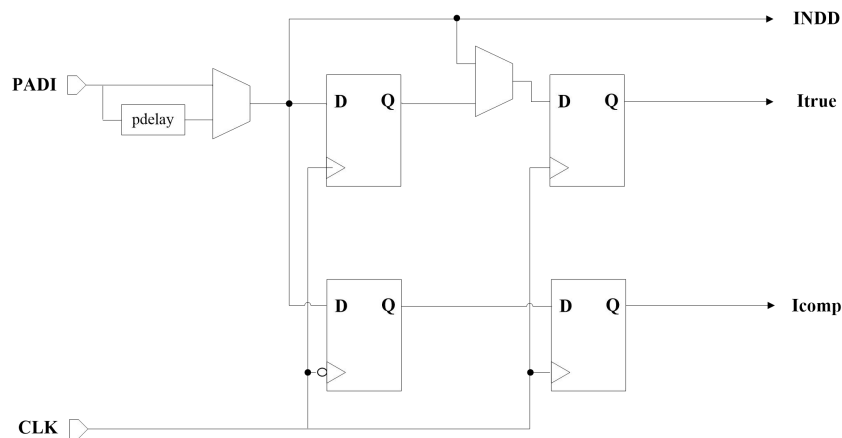 INDD
PADI
D Q
D Q
Itrue
pdelay
D Q
D Q
Icomp
CLK